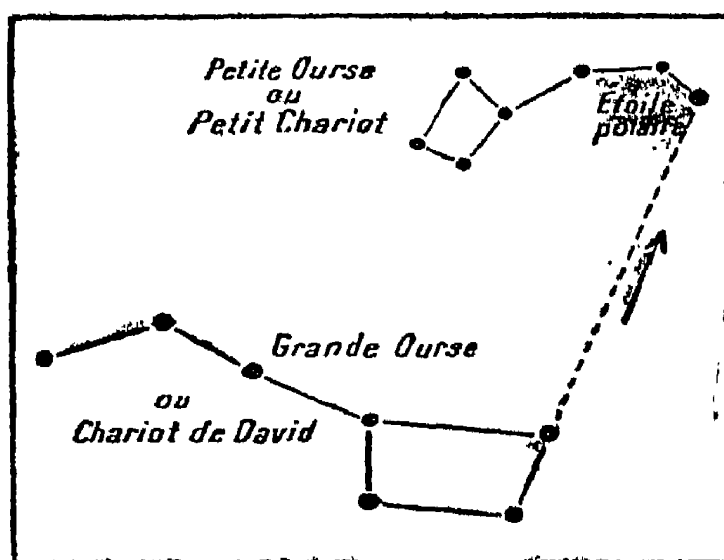 Petite Ourse
ou
Petit Chariot
Etoile
polaire
Grande Ourse
ou
Chariot de David